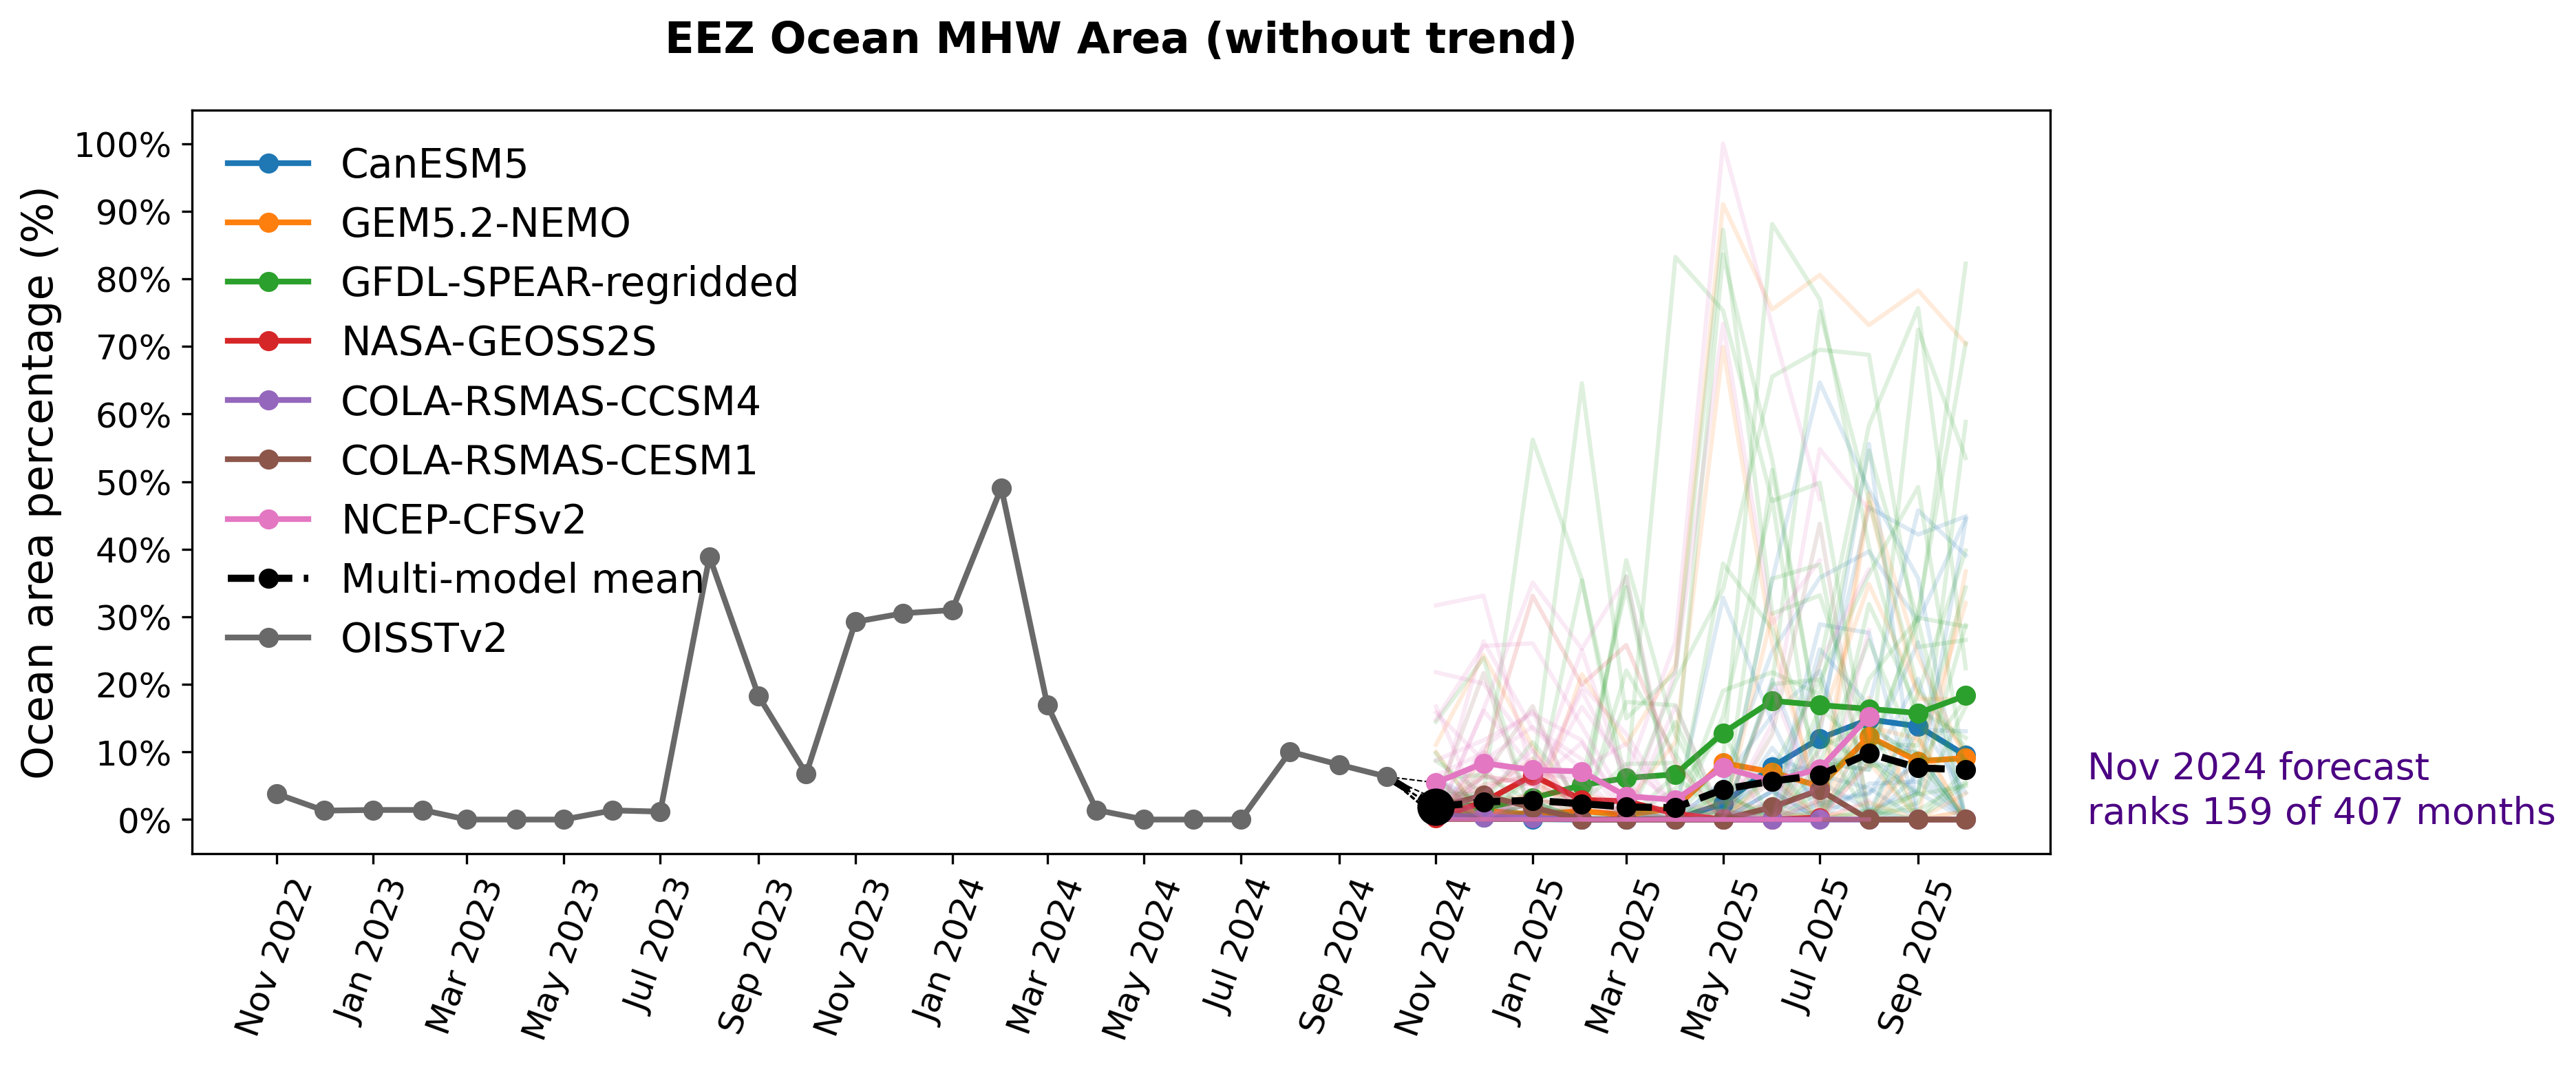 EEZ Ocean MHW Area (without trend)
Ocean area percentage (%)
100%
90%
80%
70%
60%
50%
40%
30%
20%
10%
0%
CanESM5
GEM5.2-NEMO
GFDL-SPEAR-regridded
NASA-GEOSS2S
COLA-RSMAS-CCSM4
COLA-RSMAS-CESM1
NCEP-CFSv2
Multi-model mean
OISSTv2
Nov 2024 forecast
ranks 159 of 407 months
Nov 2022
Jan 2023
Mar 2023
May 2023
Jul 2023
Sep 2023
Nov 2023
Jan 2024
Mar 2024
May 2024
Jul 2024
Sep 2024
Nov 2024
Jan 2025
Mar 2025
May 2025
Jul 2025
Sep 2025